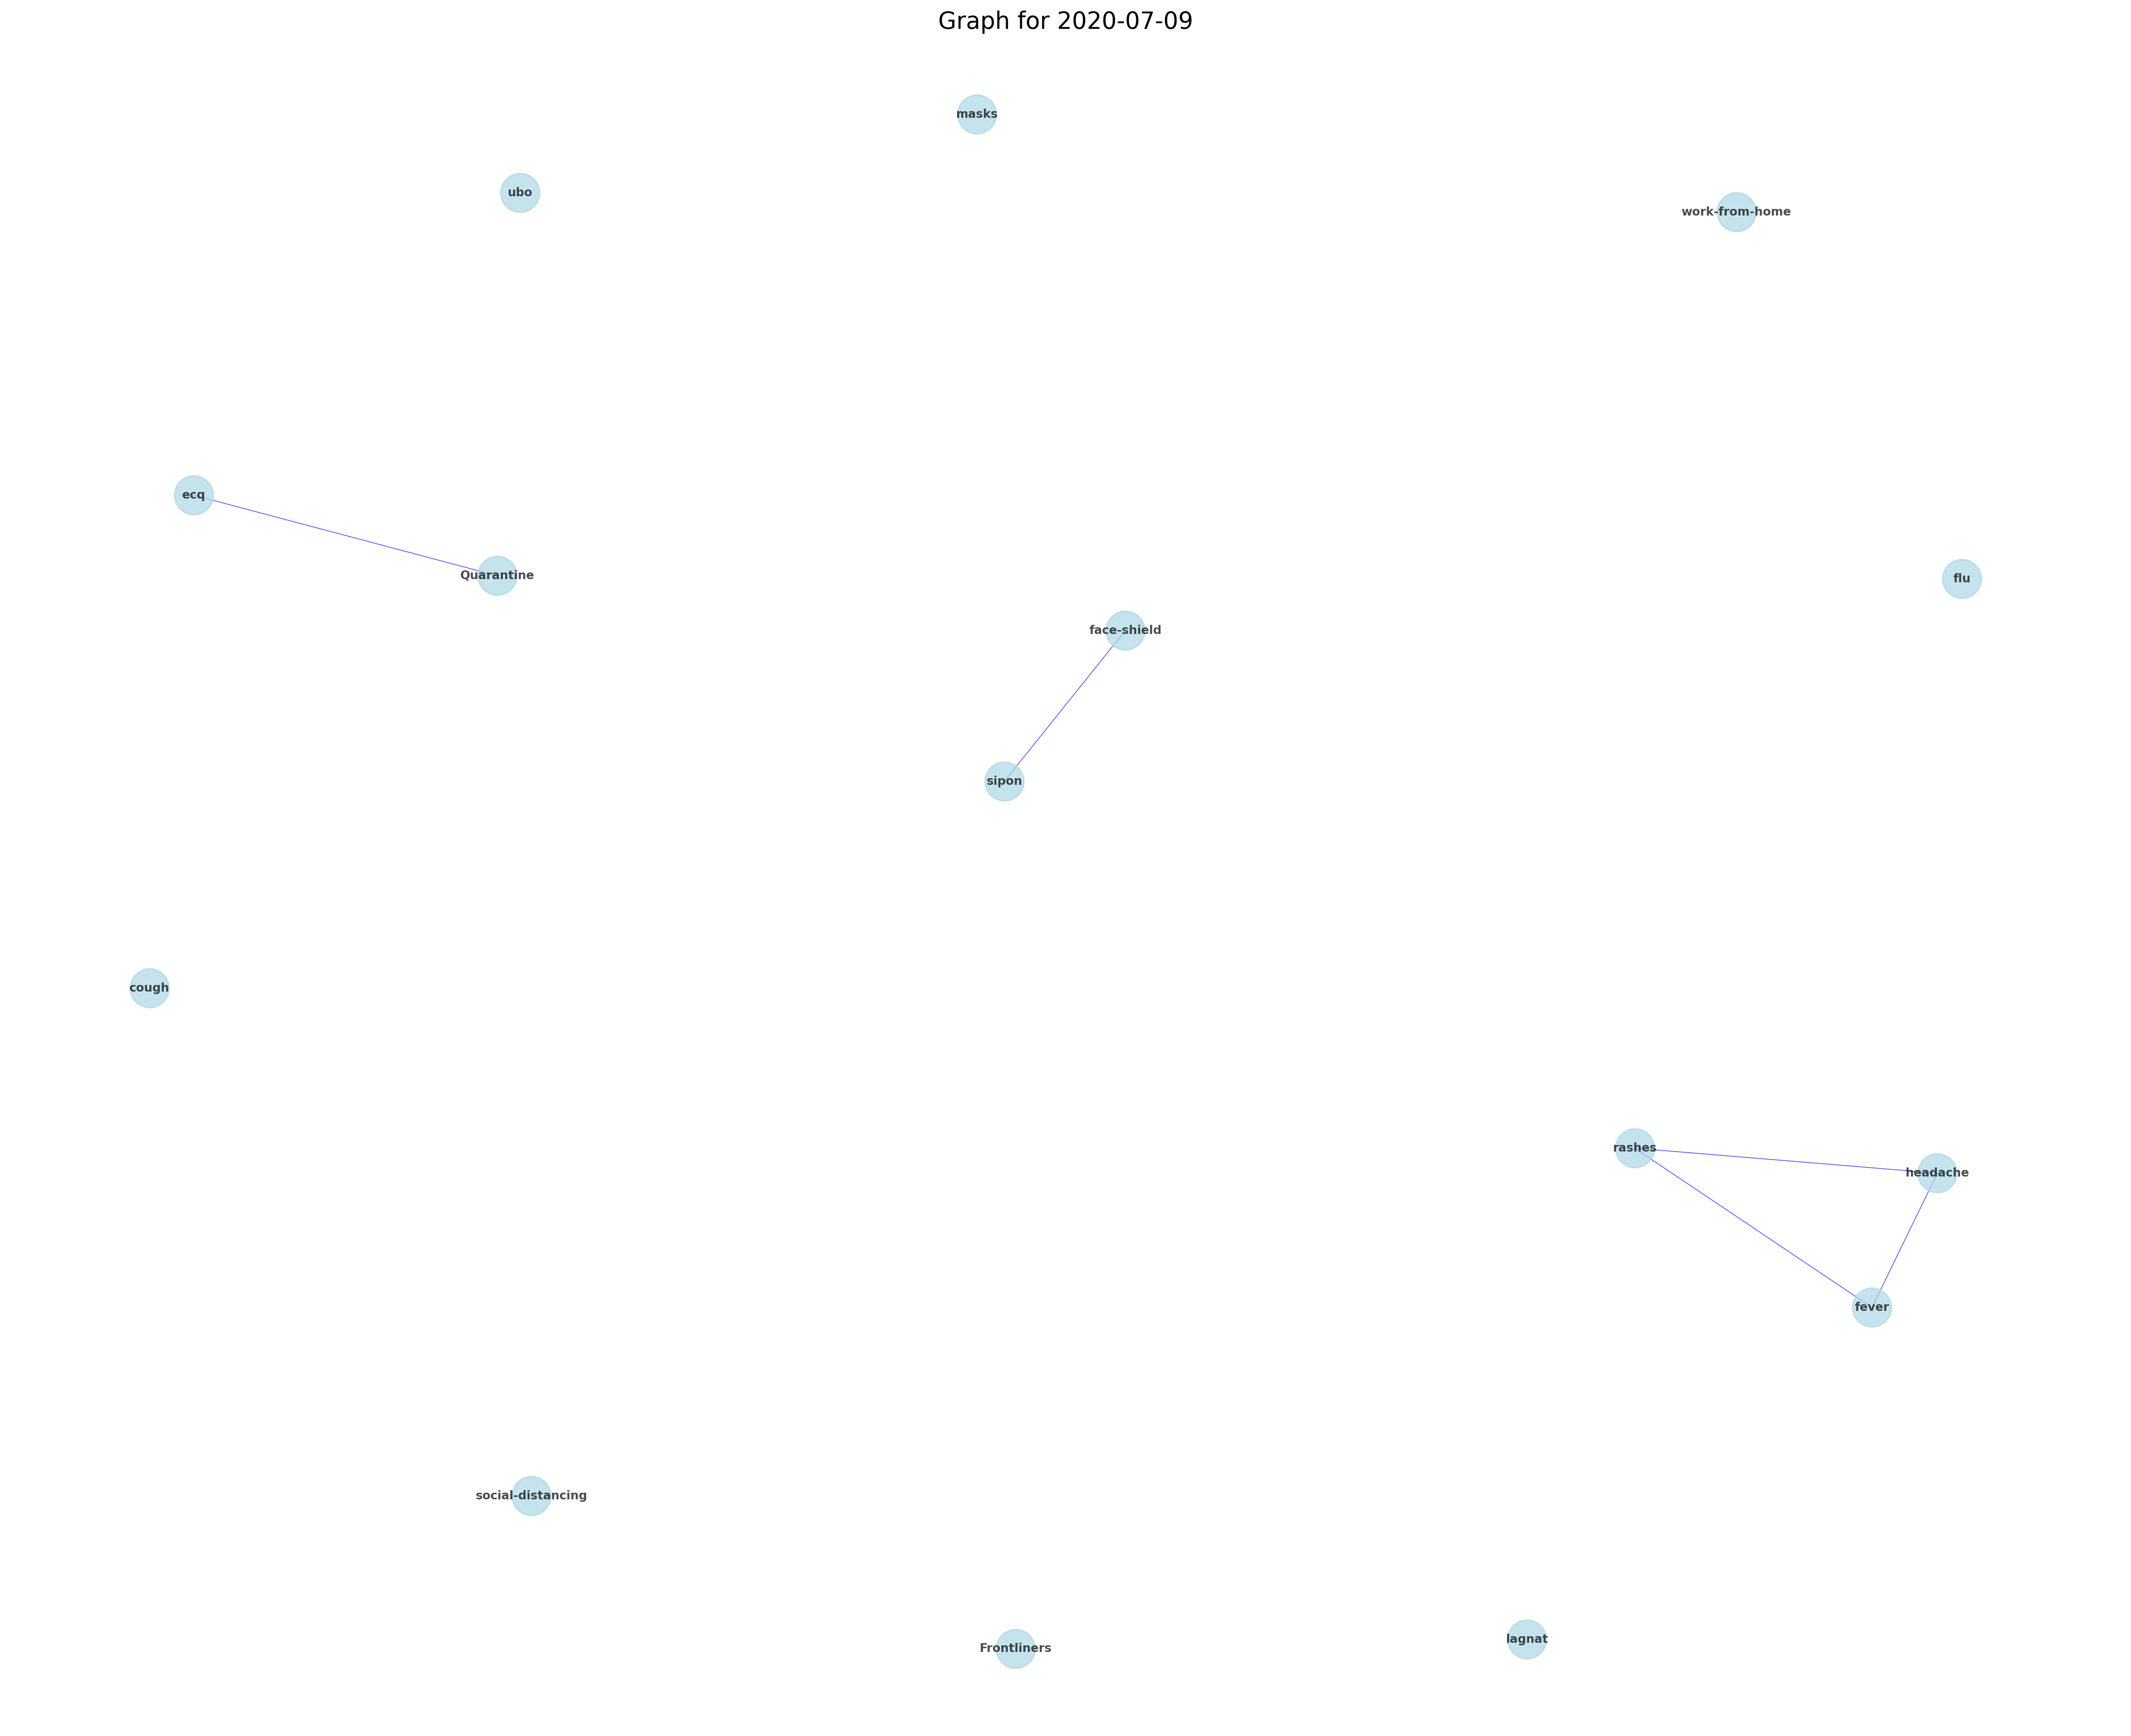 Graph for 2020-07-09
masks
ubo
work-from-home
ecq
Quarantine
flu
face-shield
sipon
cough
rashes
headache
fever
social-distancing
Frontliners
lagnat